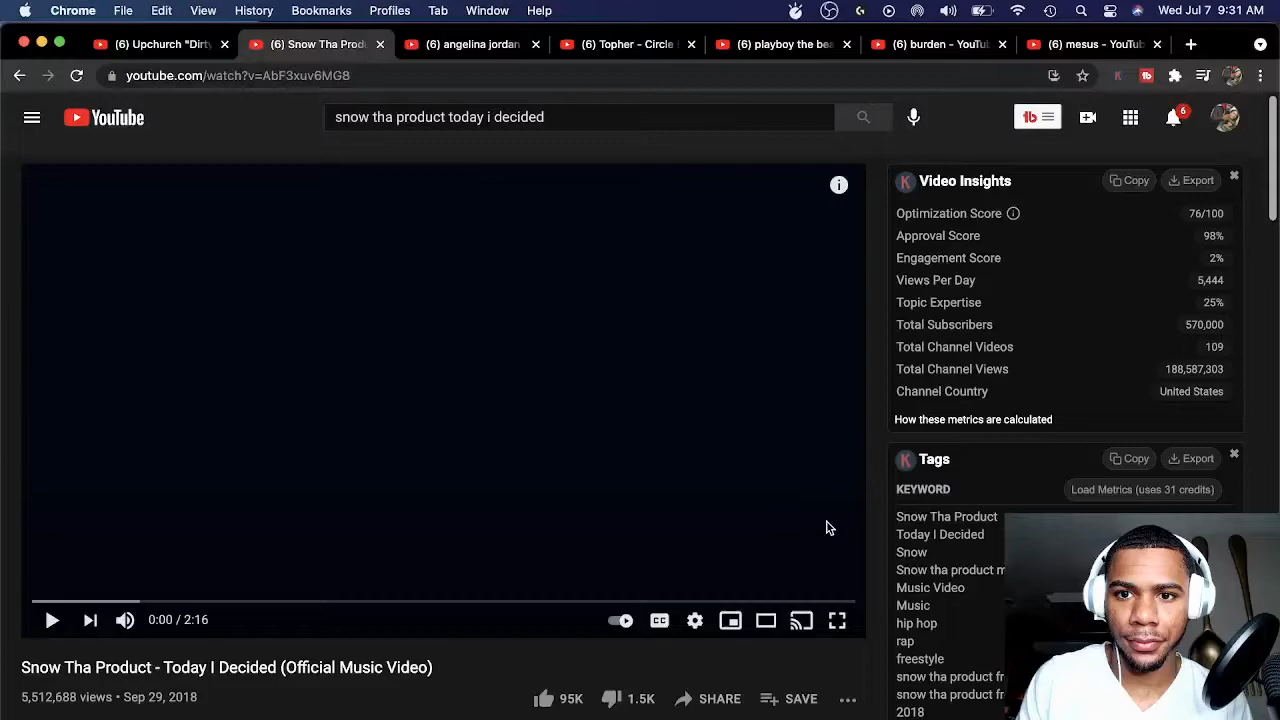 Chrome File Edit View History Bookmarks Profiles Tab Window Help Wed Jul 7 9:31 AM
(6) Upchurch "Dirty (6) Snow Tha Produ (6) angelina jordan (6) Topher - Circle (6) playboy the bea (6) burden - YouTub (6) mesus - YouTub
youtube.com/watch?v=AbF3xuv6MG8
YouTube
snow tha product today i decided
tb
6
Video Insights Copy Export
Optimization Score 76/100
Approval Score 98%
Engagement Score 2%
Views Per Day 5,444
Topic Expertise 25%
Total Subscribers 570,000
Total Channel Videos 109
Total Channel Views 188,587,303
Channel Country United States
How these metrics are calculated
K Tags Copy Export
KEYWORD Load Metrics (uses 31 credits)
Snow Tha Product
Today I Decided
Snow
Snow tha product m
Music Video
Music
hip hop
rap
freestyle
snow tha product fr
snow tha product fr
2018
0:00 / 2:16
CC
Snow Tha Product - Today I Decided (Official Music Video)
5,512,688 views • Sep 29, 2018
95K 1.5K SHARE SAVE